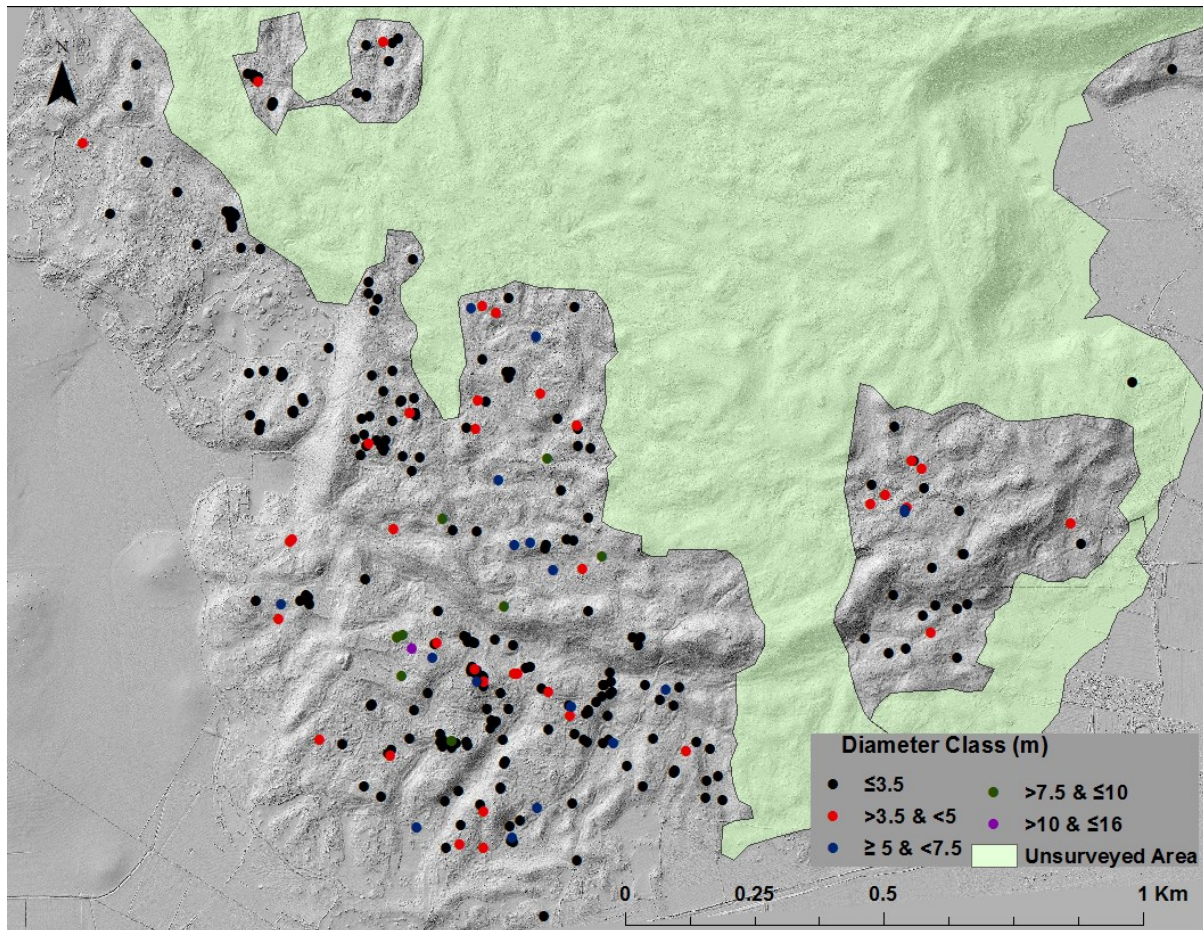 N
Diameter Class (m)
≤3.5
>3.5 & <5
≥ 5 & <7.5
>7.5 & ≤10
>10 & ≤16
Unsurveyed Area
0 0.25 0.5 1 Km